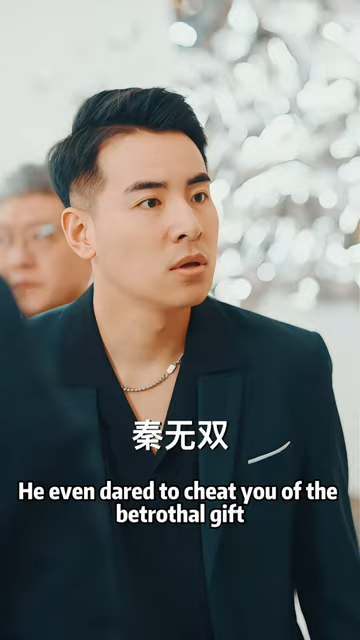 秦无双
He even dared to cheat you of the
betrothal gift